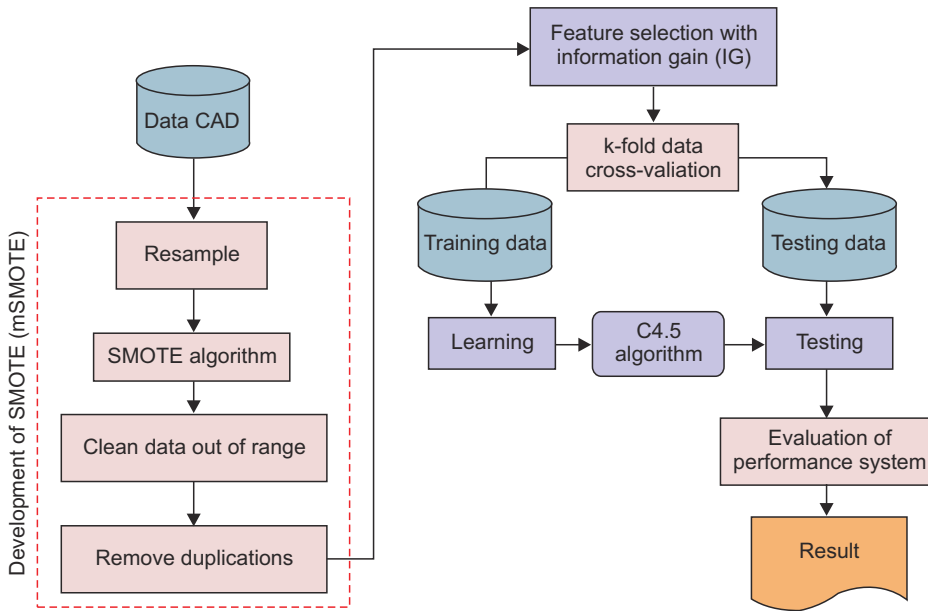 Data CAD
Development of SMOTE (mSMOTE)
Resample
SMOTE algorithm
Clean data out of range
Remove duplications
Feature selection with
information gain (IG)
k-fold data
cross-valiation
Training data
Testing data
Learning
C4.5
algorithm
Testing
Evaluation of
performance system
Result